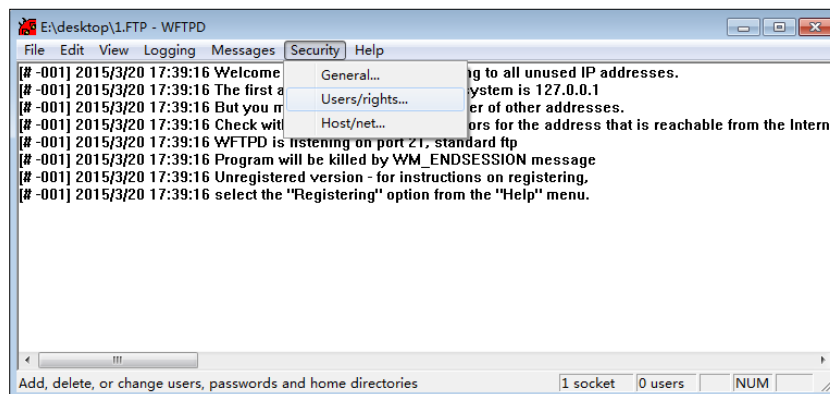 E:\desktop\1.FTP - WFTPD
File Edit View Logging Messages Security Help
General...
Users/rights...
Host/net...
[# -001] 2015/3/20 17:39:16 Welcome ng to all unused IP addresses.
[# -001] 2015/3/20 17:39:16 The first a ystem is 127.0.0.1
[# -001] 2015/3/20 17:39:16 But you m er of other addresses.
[# -001] 2015/3/20 17:39:16 Check wit ors for the address that is reachable from the Intern
[# -001] 2015/3/20 17:39:16 WFTPD is listening on port 21, standard ftp
[# -001] 2015/3/20 17:39:16 Program will be killed by WM_ENDSESSION message
[# -001] 2015/3/20 17:39:16 Unregistered version - for instructions on registering,
[# -001] 2015/3/20 17:39:16 select the "Registering" option from the "Help" menu.
Add, delete, or change users, passwords and home directories 1 socket 0 users NUM